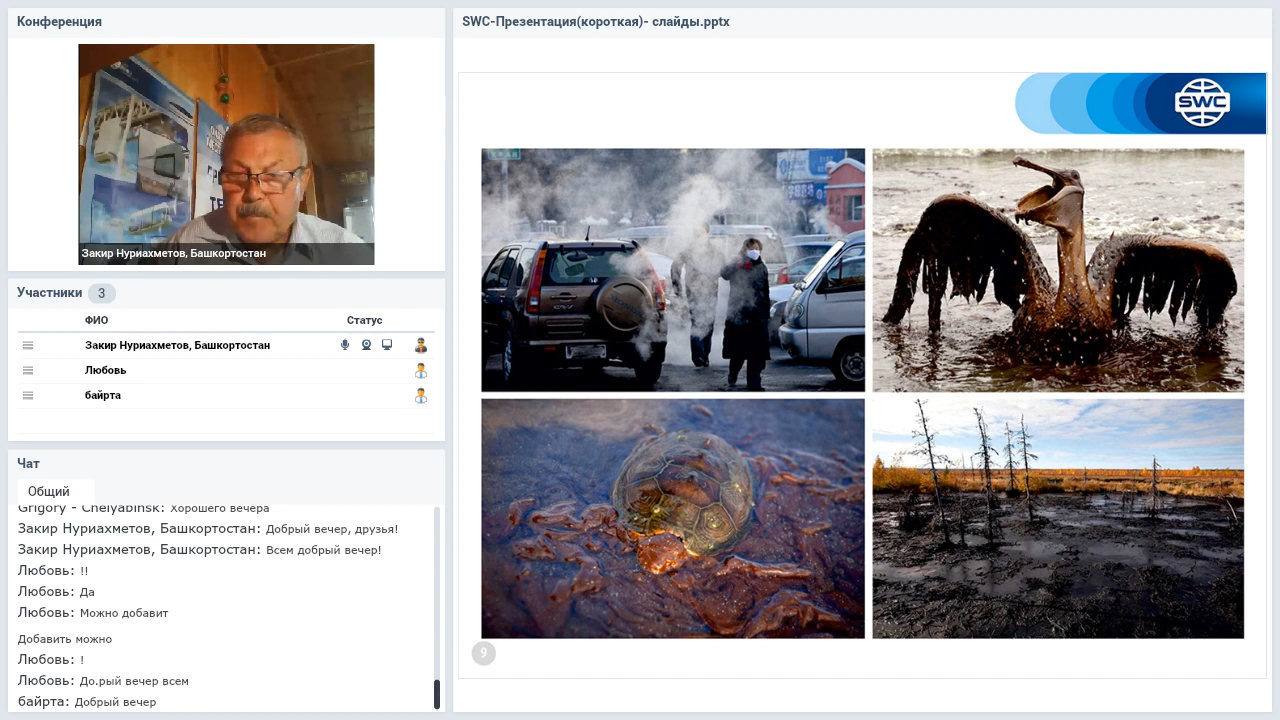 Конференция
Закир Нуриахметов, Башкортостан
Участники 3
ФИО Статус
Закир Нуриахметов, Башкортостан
Любовь
байрта
Чат
Общий
Grigory - Chelyabinsk: Хорошего вечера
Закир Нуриахметов, Башкортостан: Добрый вечер, друзья!
Закир Нуриахметов, Башкортостан: Всем добрый вечер!
Любовь: !!
Любовь: Да
Любовь: Можно добавит
Добавить можно
Любовь: !
Любовь: До.рый вечер всем
байрта: Добрый вечер
SWC-Презентация(короткая)- слайды.pptx
SWC
9